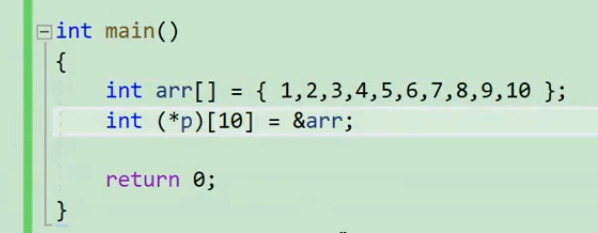 int main()
{
int arr[] = { 1,2,3,4,5,6,7,8,9,10 };
int (*p)[10] = &arr;
return 0;
}